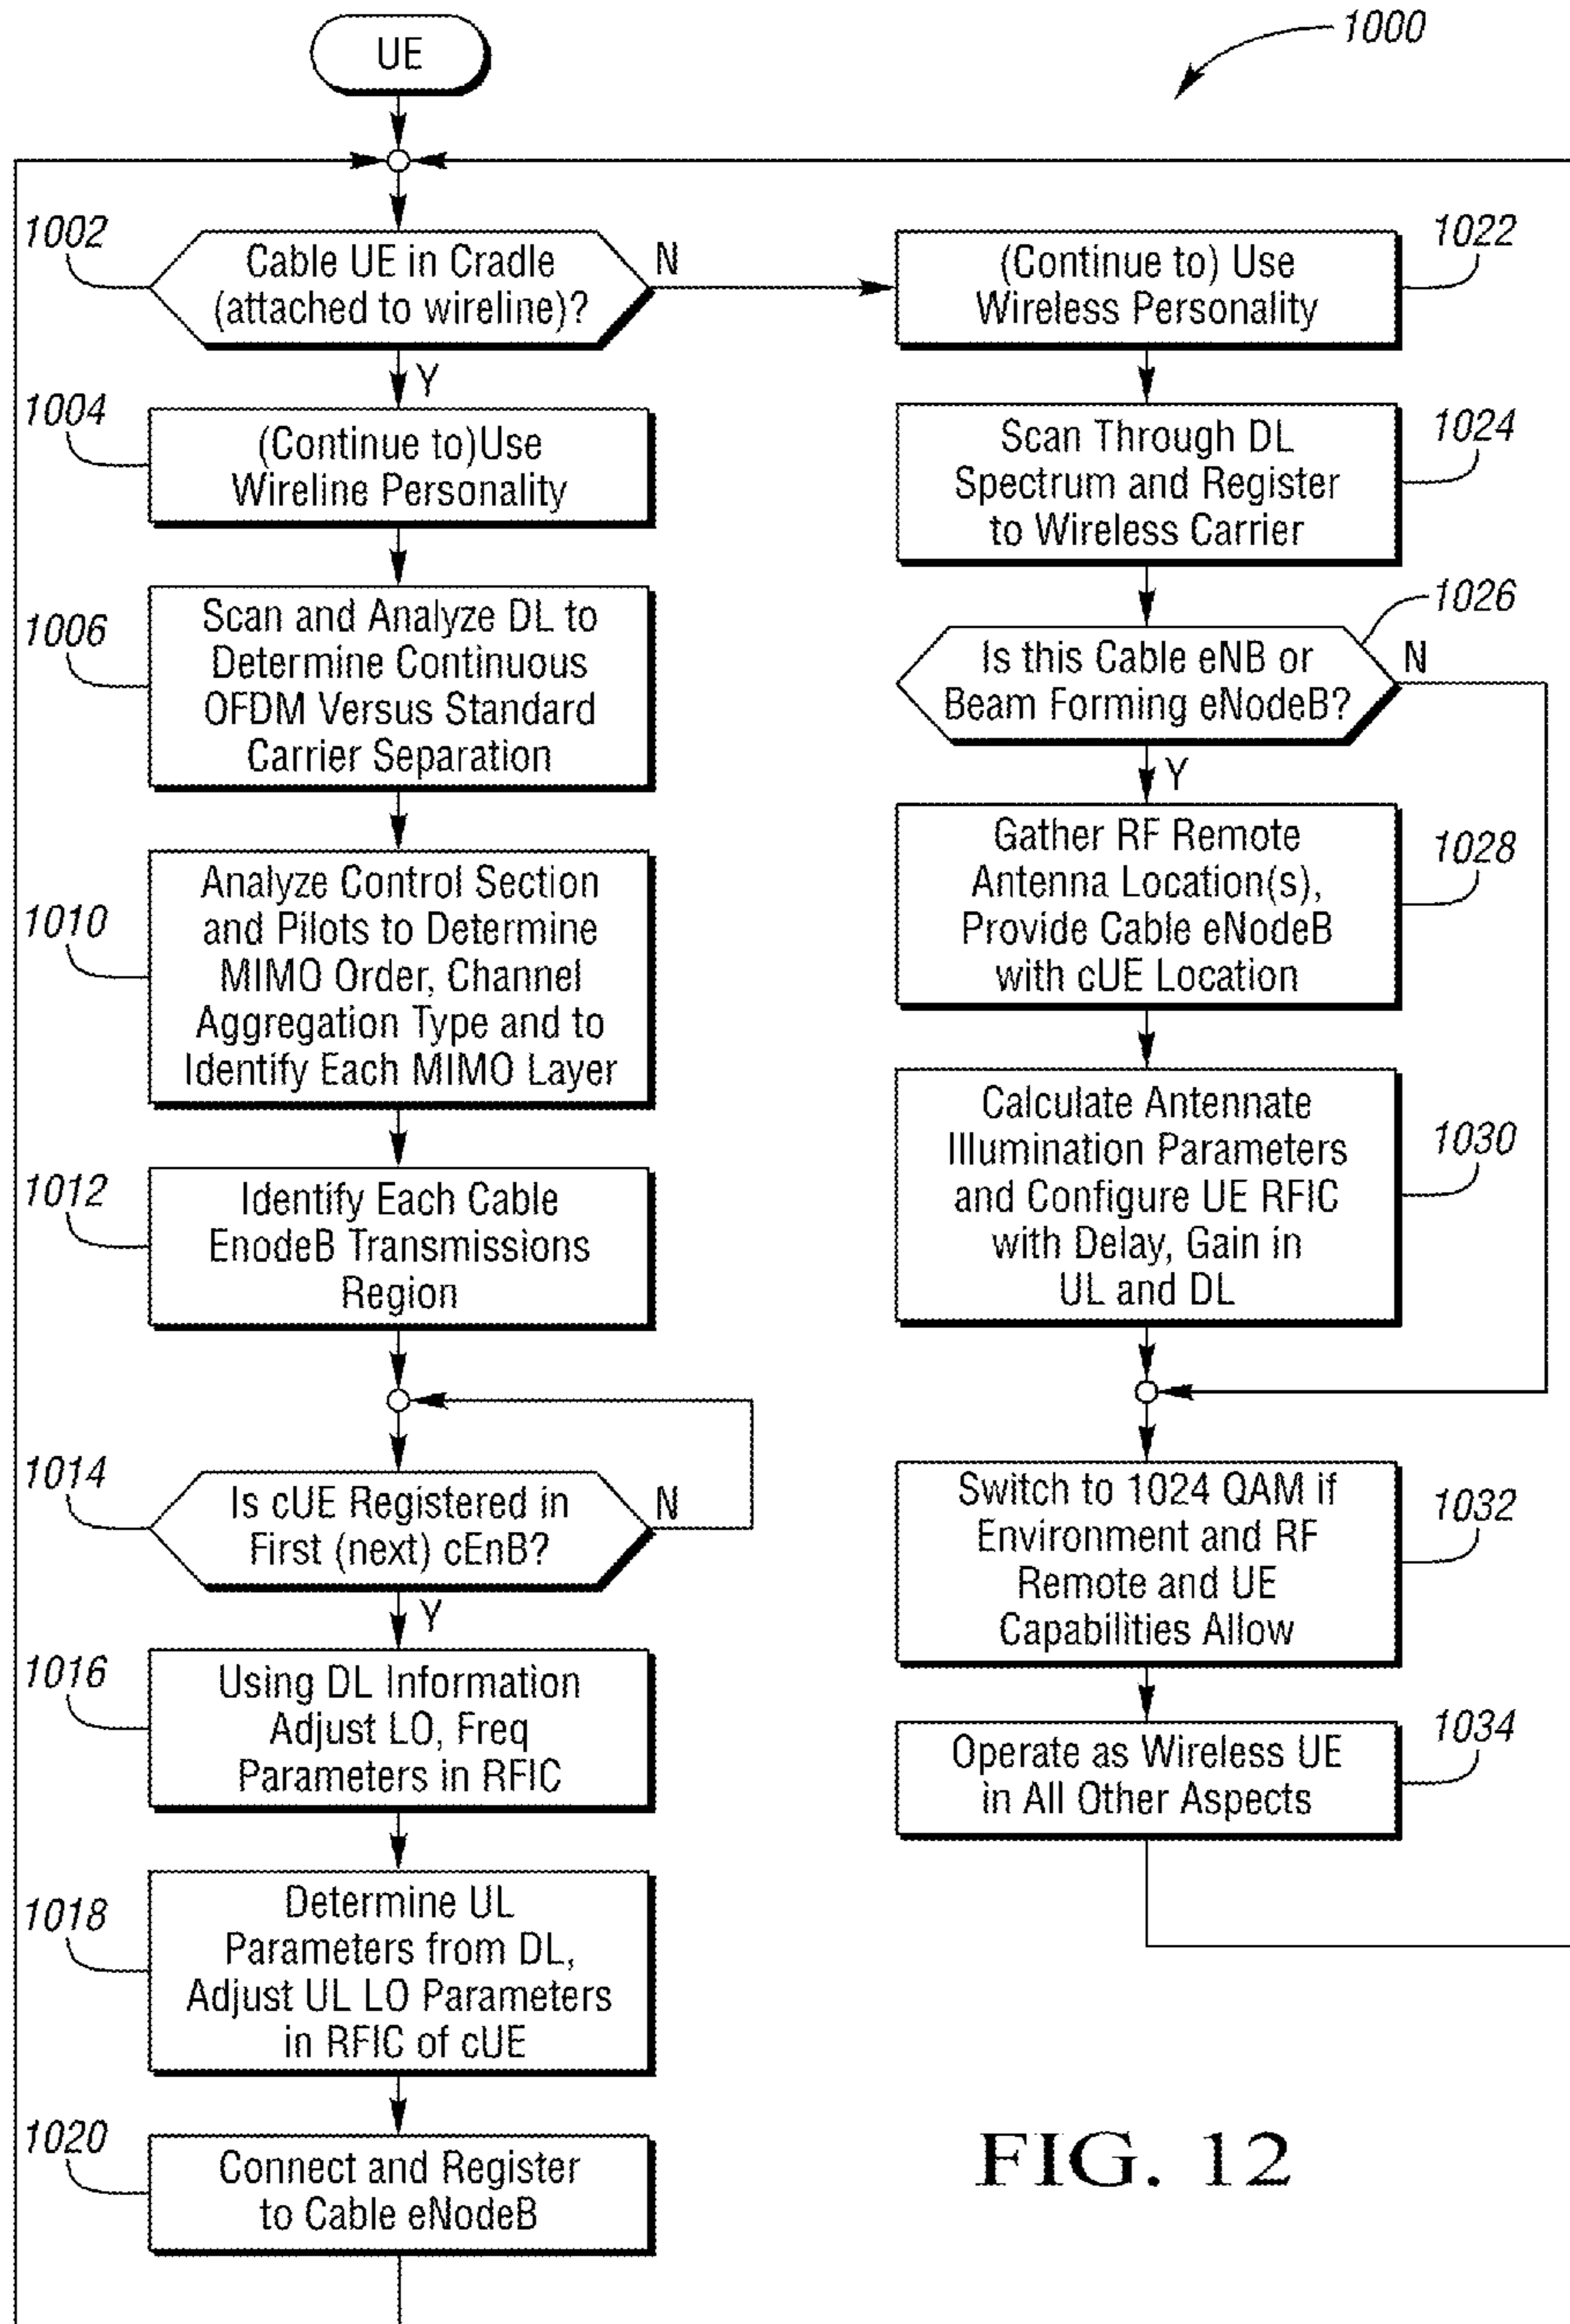 1000
UE
1002
Cable UE in Cradle
(attached to wireline)?
N
Y
1004
(Continue to)Use
Wireline Personality
1006
Scan and Analyze DL to
Determine Continuous
OFDM Versus Standard
Carrier Separation
1010
Analyze Control Section
and Pilots to Determine
MIMO Order, Channel
Aggregation Type and to
Identify Each MIMO Layer
1012
Identify Each Cable
EnodeB Transmissions
Region
1014
Is cUE Registered in
First (next) cEnB?
N
Y
1016
Using DL Information
Adjust LO, Freq
Parameters in RFIC
1018
Determine UL
Parameters from DL,
Adjust UL LO Parameters
in RFIC of cUE
1020
Connect and Register
to Cable eNodeB
1022
(Continue to) Use
Wireless Personality
1024
Scan Through DL
Spectrum and Register
to Wireless Carrier
1026
Is this Cable eNB or
Beam Forming eNodeB?
N
Y
1028
Gather RF Remote
Antenna Location(s),
Provide Cable eNodeB
with cUE Location
1030
Calculate Antennate
Illumination Parameters
and Configure UE RFIC
with Delay, Gain in
UL and DL
1032
Switch to 1024 QAM if
Environment and RF
Remote and UE
Capabilities Allow
1034
Operate as Wireless UE
in All Other Aspects
FIG. 12